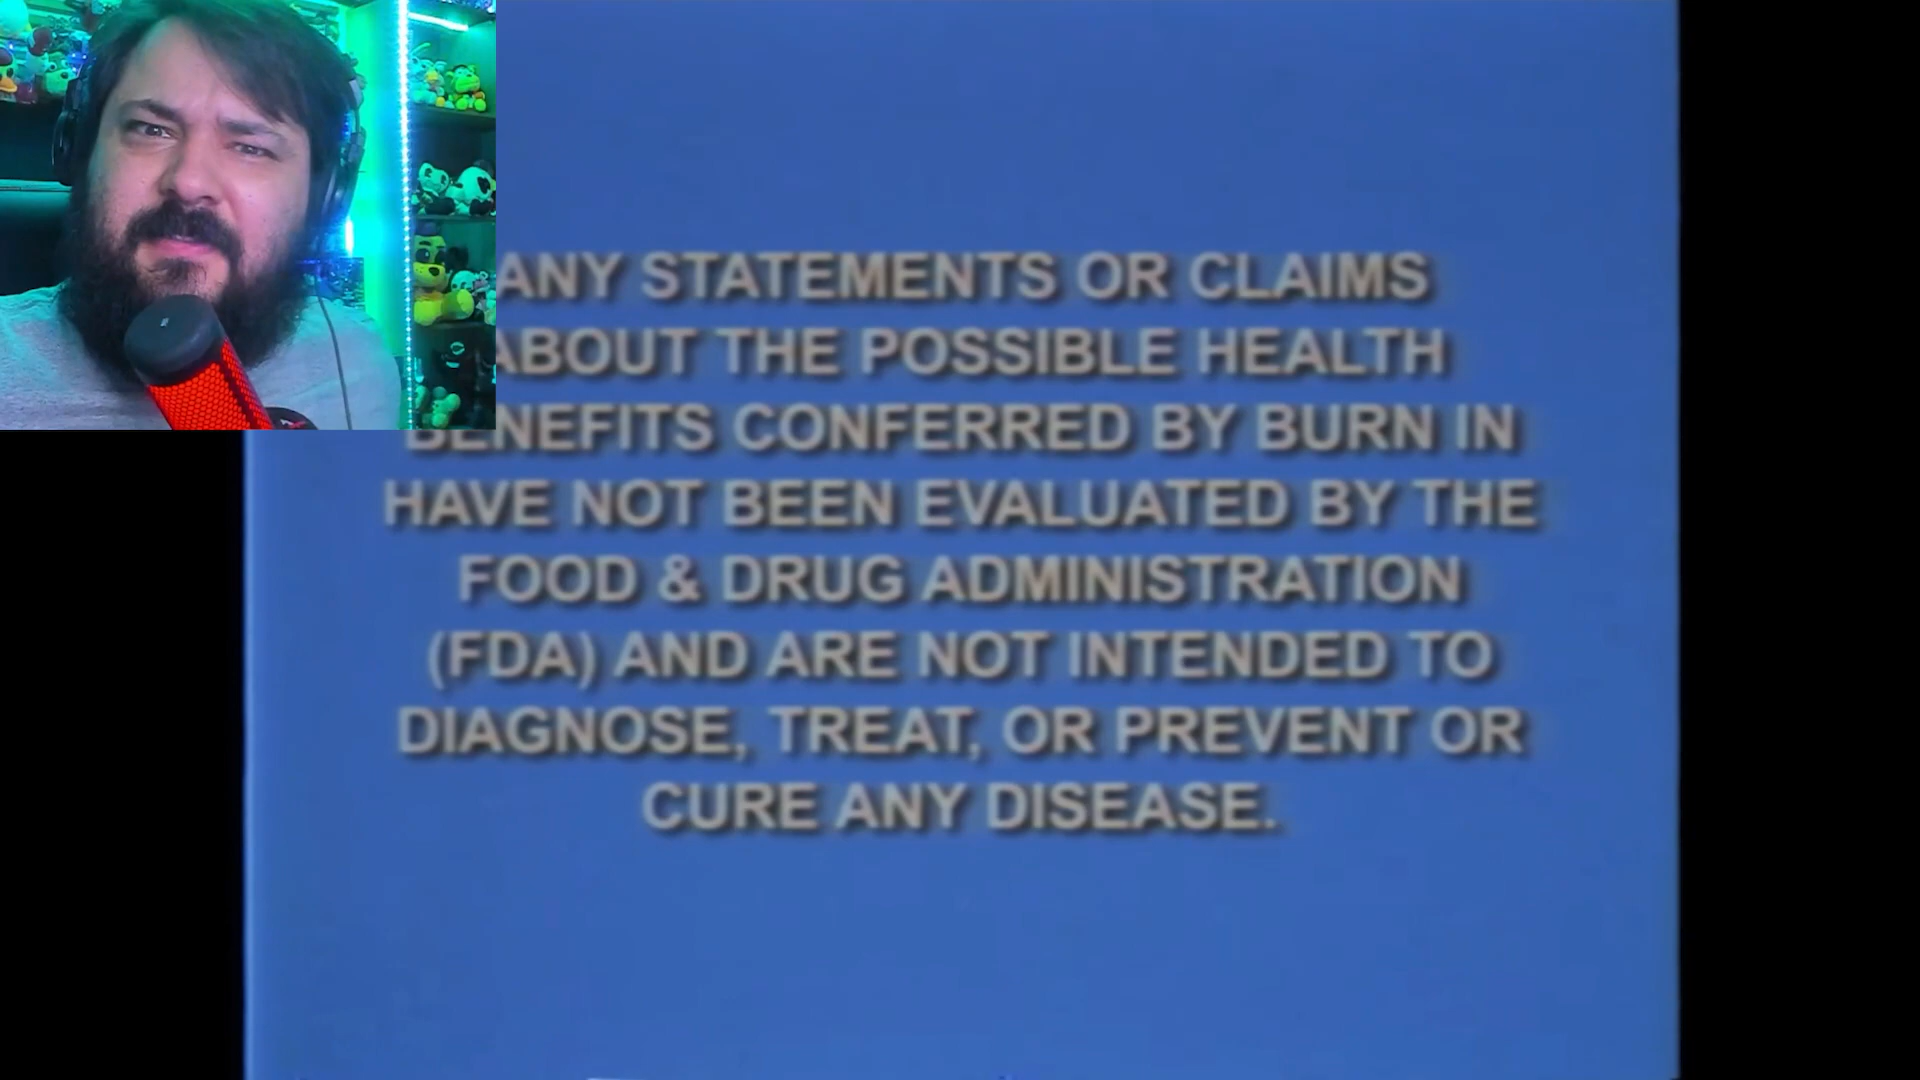 ANY STATEMENTS OR CLAIMS
ABOUT THE POSSIBLE HEALTH
BENEFITS CONFERRED BY BURN IN
HAVE NOT BEEN EVALUATED BY THE
FOOD & DRUG ADMINISTRATION
(FDA) AND ARE NOT INTENDED TO
DIAGNOSE, TREAT, OR PREVENT OR
CURE ANY DISEASE.